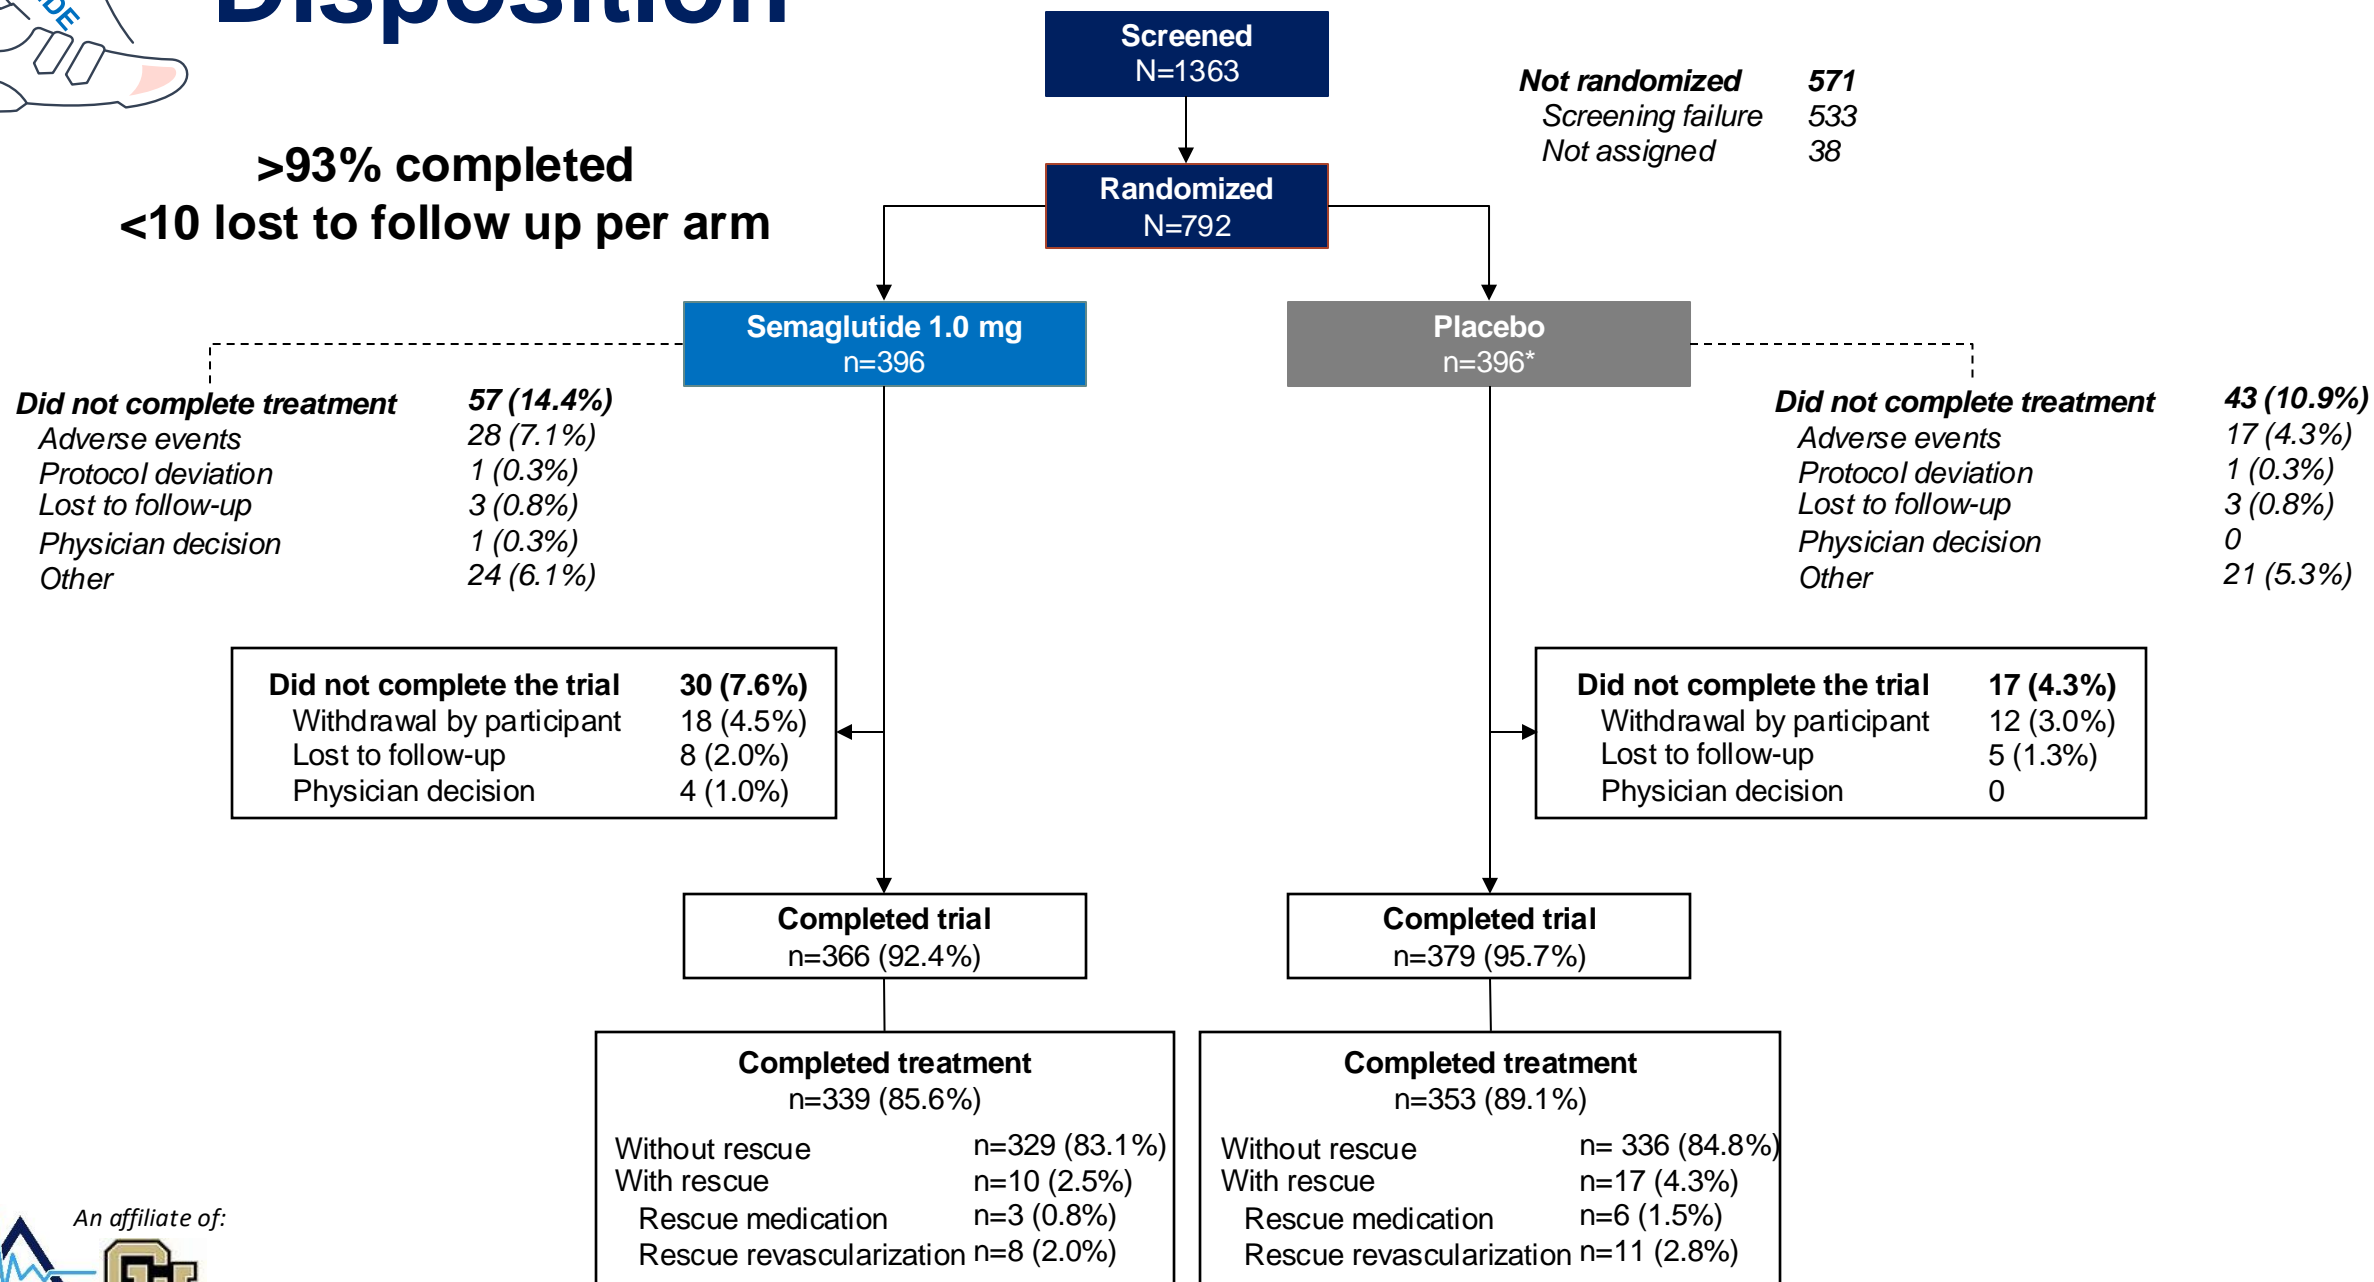 Disposition
IDE
>93% completed
<10 lost to follow up per arm
Screened
N=1363
Not randomized 571
Screening failure 533
Not assigned 38
Randomized
N=792
Semaglutide 1.0 mg
n=396
Placebo
n=396*
Did not complete treatment 57 (14.4%)
Adverse events 28 (7.1%)
Protocol deviation 1 (0.3%)
Lost to follow-up 3 (0.8%)
Physician decision 1 (0.3%)
Other 24 (6.1%)
Did not complete treatment 43 (10.9%)
Adverse events 17 (4.3%)
Protocol deviation 1 (0.3%)
Lost to follow-up 3 (0.8%)
Physician decision 0
Other 21 (5.3%)
Did not complete the trial 30 (7.6%)
Withdrawal by participant 18 (4.5%)
Lost to follow-up 8 (2.0%)
Physician decision 4 (1.0%)
Did not complete the trial 17 (4.3%)
Withdrawal by participant 12 (3.0%)
Lost to follow-up 5 (1.3%)
Physician decision 0
Completed trial
n=366 (92.4%)
Completed trial
n=379 (95.7%)
Completed treatment
n=339 (85.6%)
Without rescue n=329 (83.1%)
With rescue n=10 (2.5%)
Rescue medication n=3 (0.8%)
Rescue revascularization n=8 (2.0%)
Completed treatment
n=353 (89.1%)
Without rescue n= 336 (84.8%)
With rescue n=17 (4.3%)
Rescue medication n=6 (1.5%)
Rescue revascularization n=11 (2.8%)
An affiliate of: